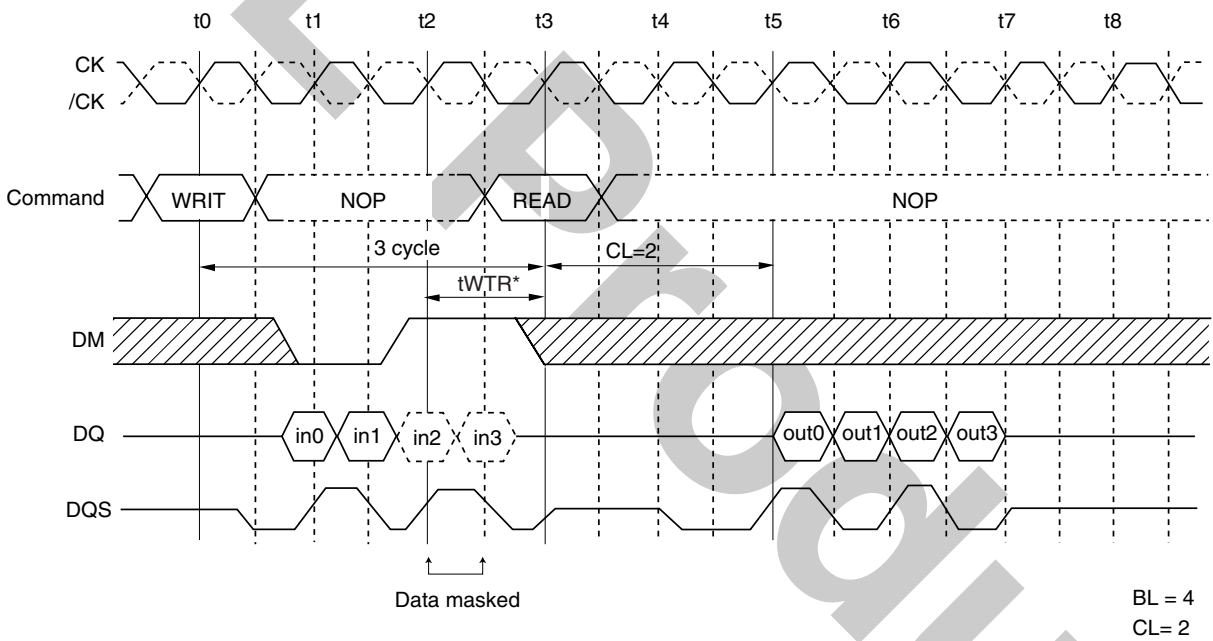 t0 t1 t2 t3 t4 t5 t6 t7 t8
CK
/CK
Command WRIT NOP READ NOP
3 cycle CL=2
tWTR*
DM
DQ in0 in1 in2 in3 out0 out1 out2 out3
DQS
Data masked
BL = 4
CL= 2